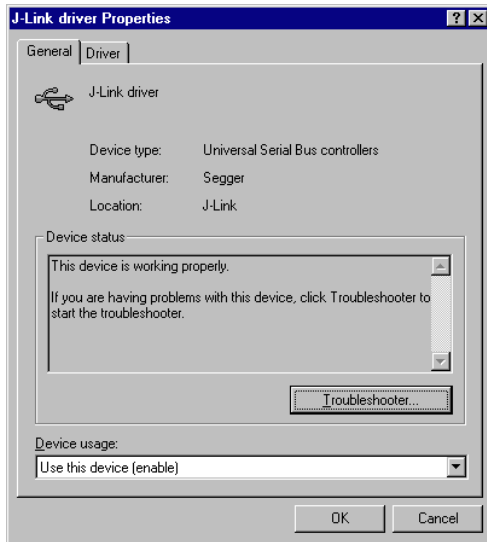 J-Link driver Properties
General
Driver
J-Link driver
Device type: Universal Serial Bus controllers
Manufacturer: Segger
Location: J-Link
Device status
This device is working properly.
If you are having problems with this device, click Troubleshooter to
start the troubleshooter.
Troubleshooter...
Device usage:
Use this device (enable)
OK
Cancel